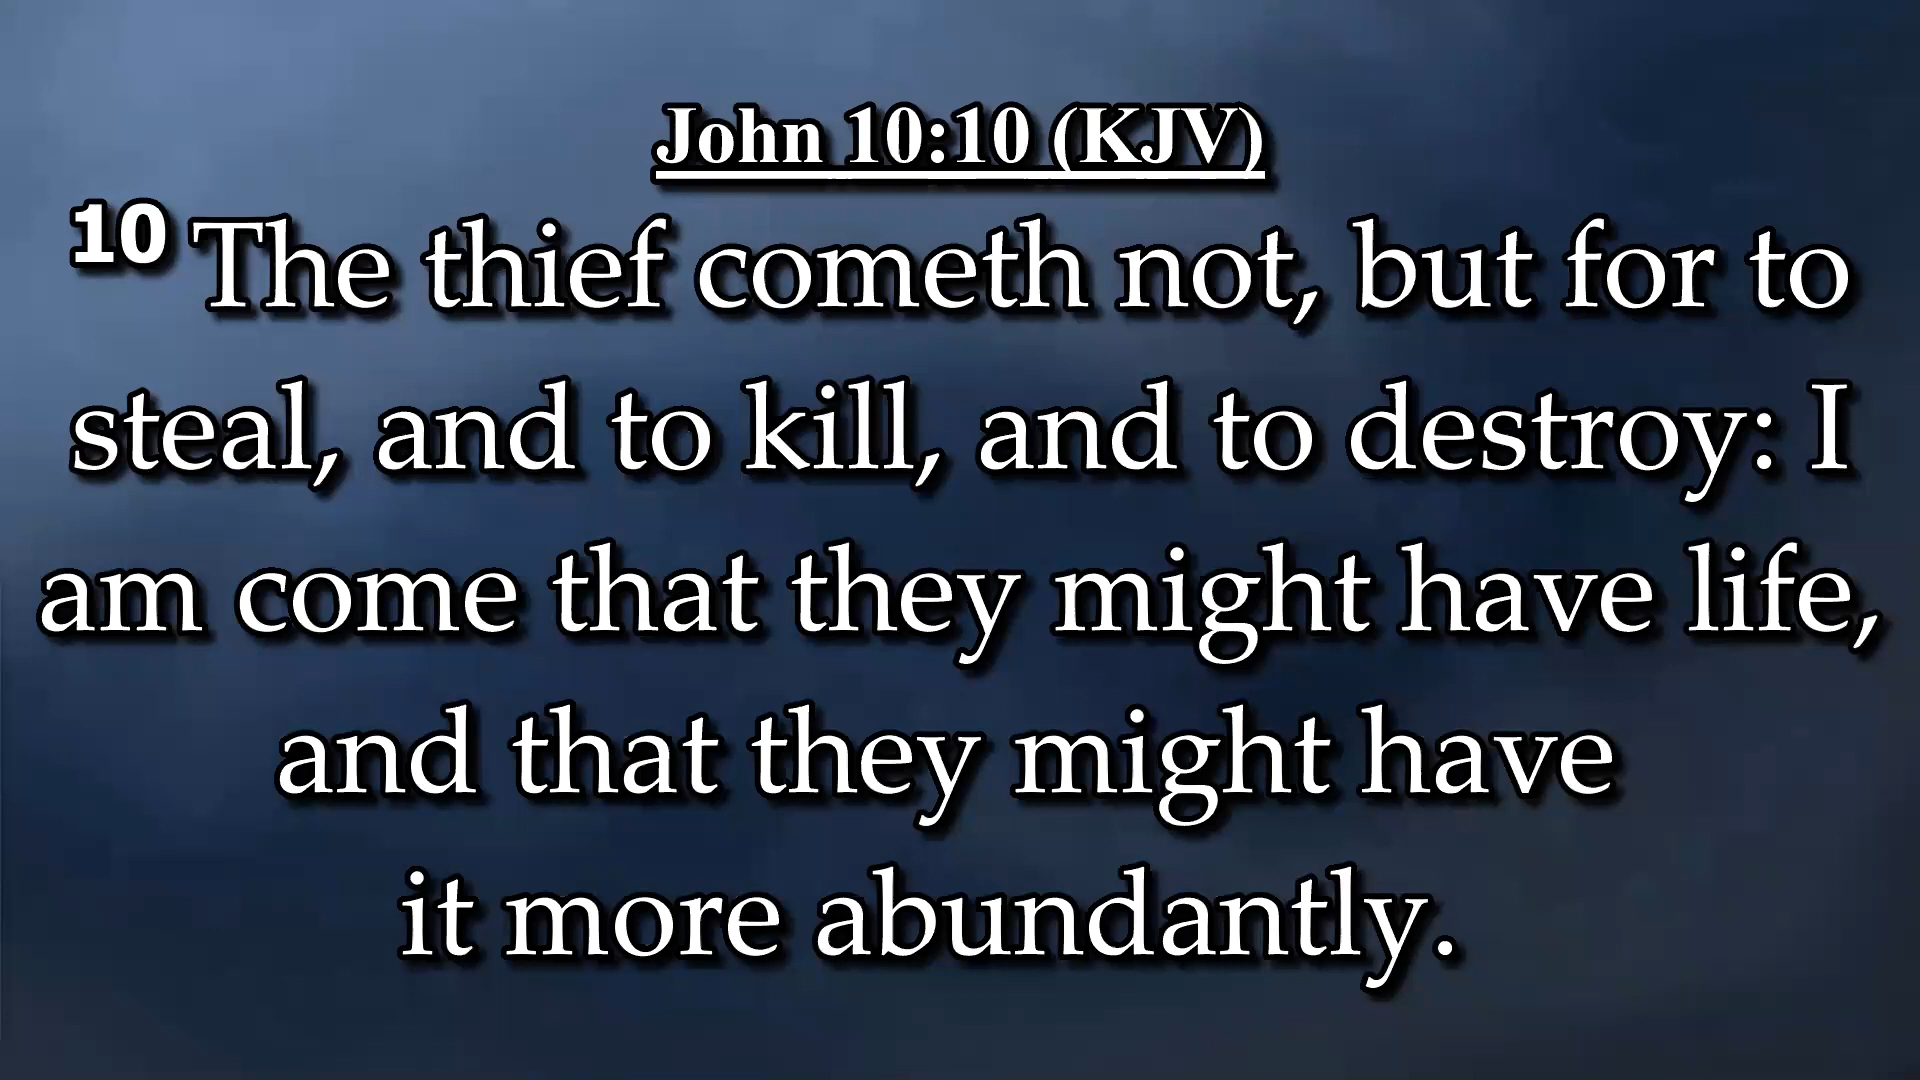 John 10:10 (KJV)
10 The thief cometh not, but for to
steal, and to kill, and to destroy: I
am come that they might have life,
and that they might have
it more abundantly.